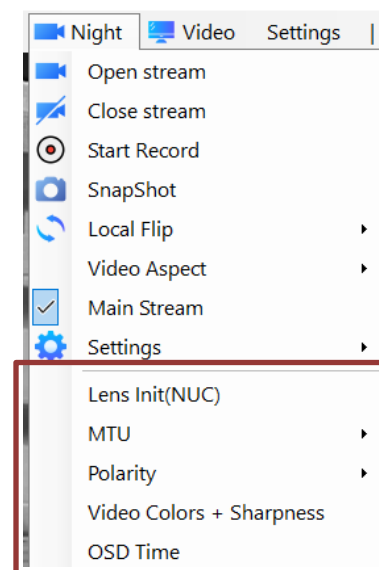 Night Video Settings |
Open stream
Close stream
Start Record
SnapShot
Local Flip
Video Aspect
Main Stream
Settings
Lens Init(NUC)
MTU
Polarity
Video Colors + Sharpness
OSD Time